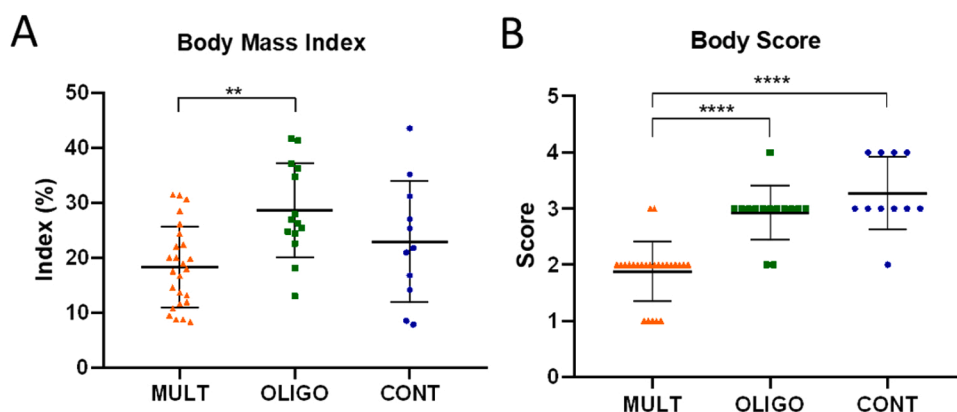 A
Body Mass Index
Index (%)
50
40
30
20
10
0
**
MULT
OLIGO
CONT
B
Body Score
Score
5
4
3
2
1
0
****
****
MULT
OLIGO
CONT